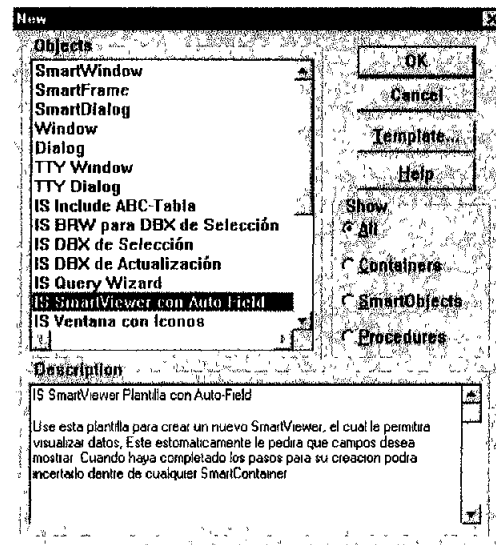 New
Objects
SmartWindow
SmartFrame
SmartDialog
Window
Dialog
TTY Window
TTY Dialog
IS Include ABC-Tabla
IS BRW para DBX de Selección
IS DBX de Selección
IS DBX de Actualización
IS Query Wizard
IS SmartViewer con Auto Field
IS Ventana con Iconos
OK
Cancel
Template...
Help
Show
All
Containers
SmartObjects
Procedures
Description
IS SmartViewer Plantilla con Auto-Field
Use esta plantilla para crear un nuevo SmartViewer, el cual le permitira
visualizar datos, Este estomaticamente le pedira que campos desea
mostrar. Cuando haya completado los pasos para su creacion podra
incertarlo dentre de cualquier SmartContainer